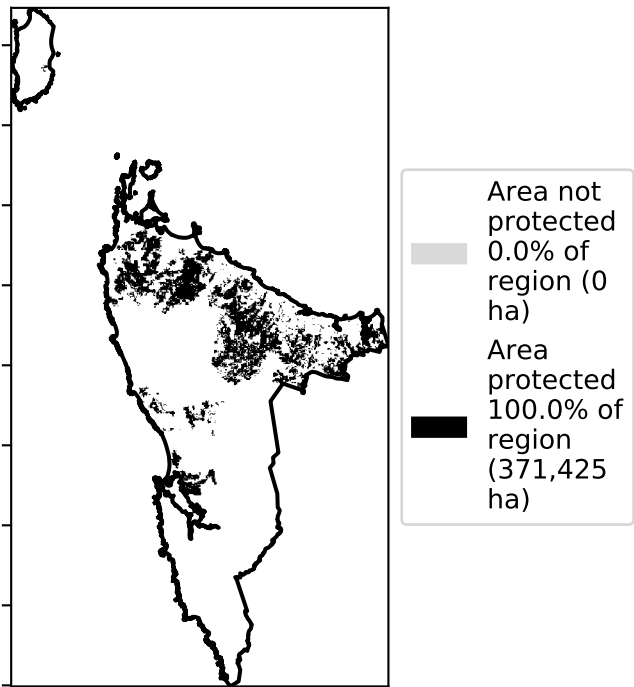 Area not
protected
0.0% of
region (0
ha)
Area
protected
100.0% of
region
(371,425
ha)